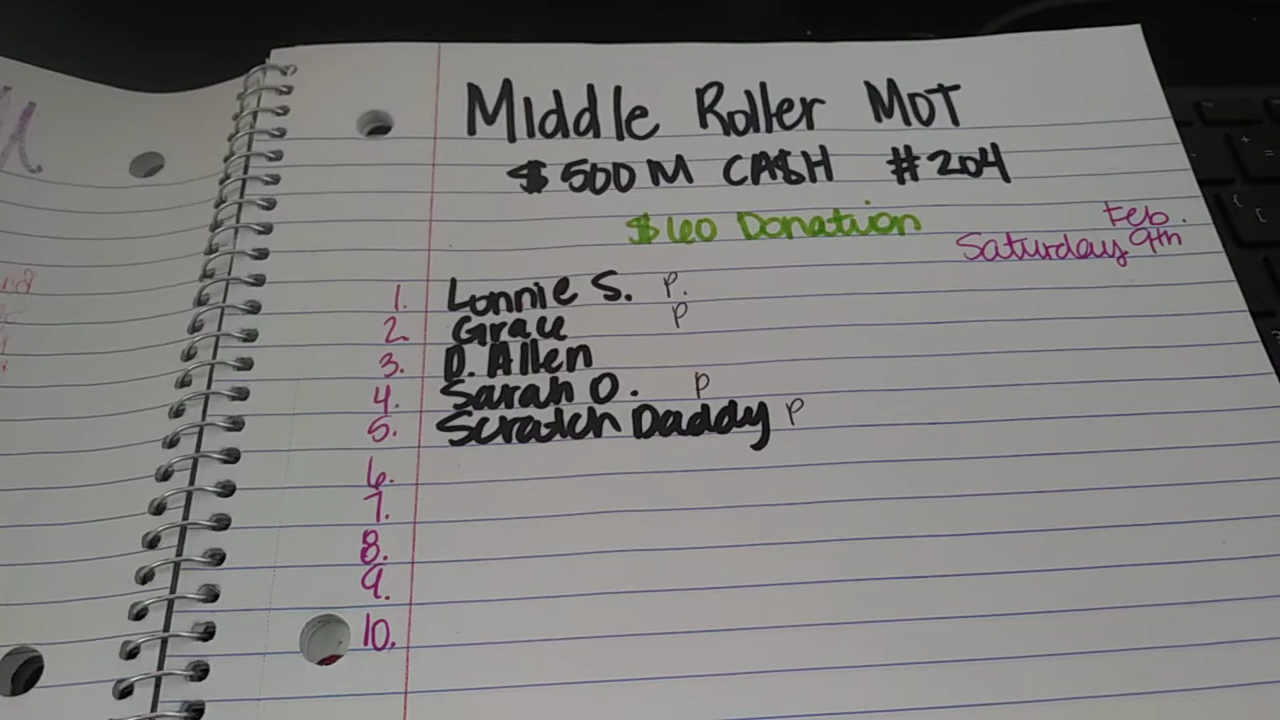 Middle Roller MOT
$500M CA$H #204
$60 Donation
Feb.
Saturday 9th
1. Lonnie S. P.
2. Grace P
3. D. Allen
4. Sarah O. P
5. Scratch Daddy P
6.
7.
8.
9.
10.